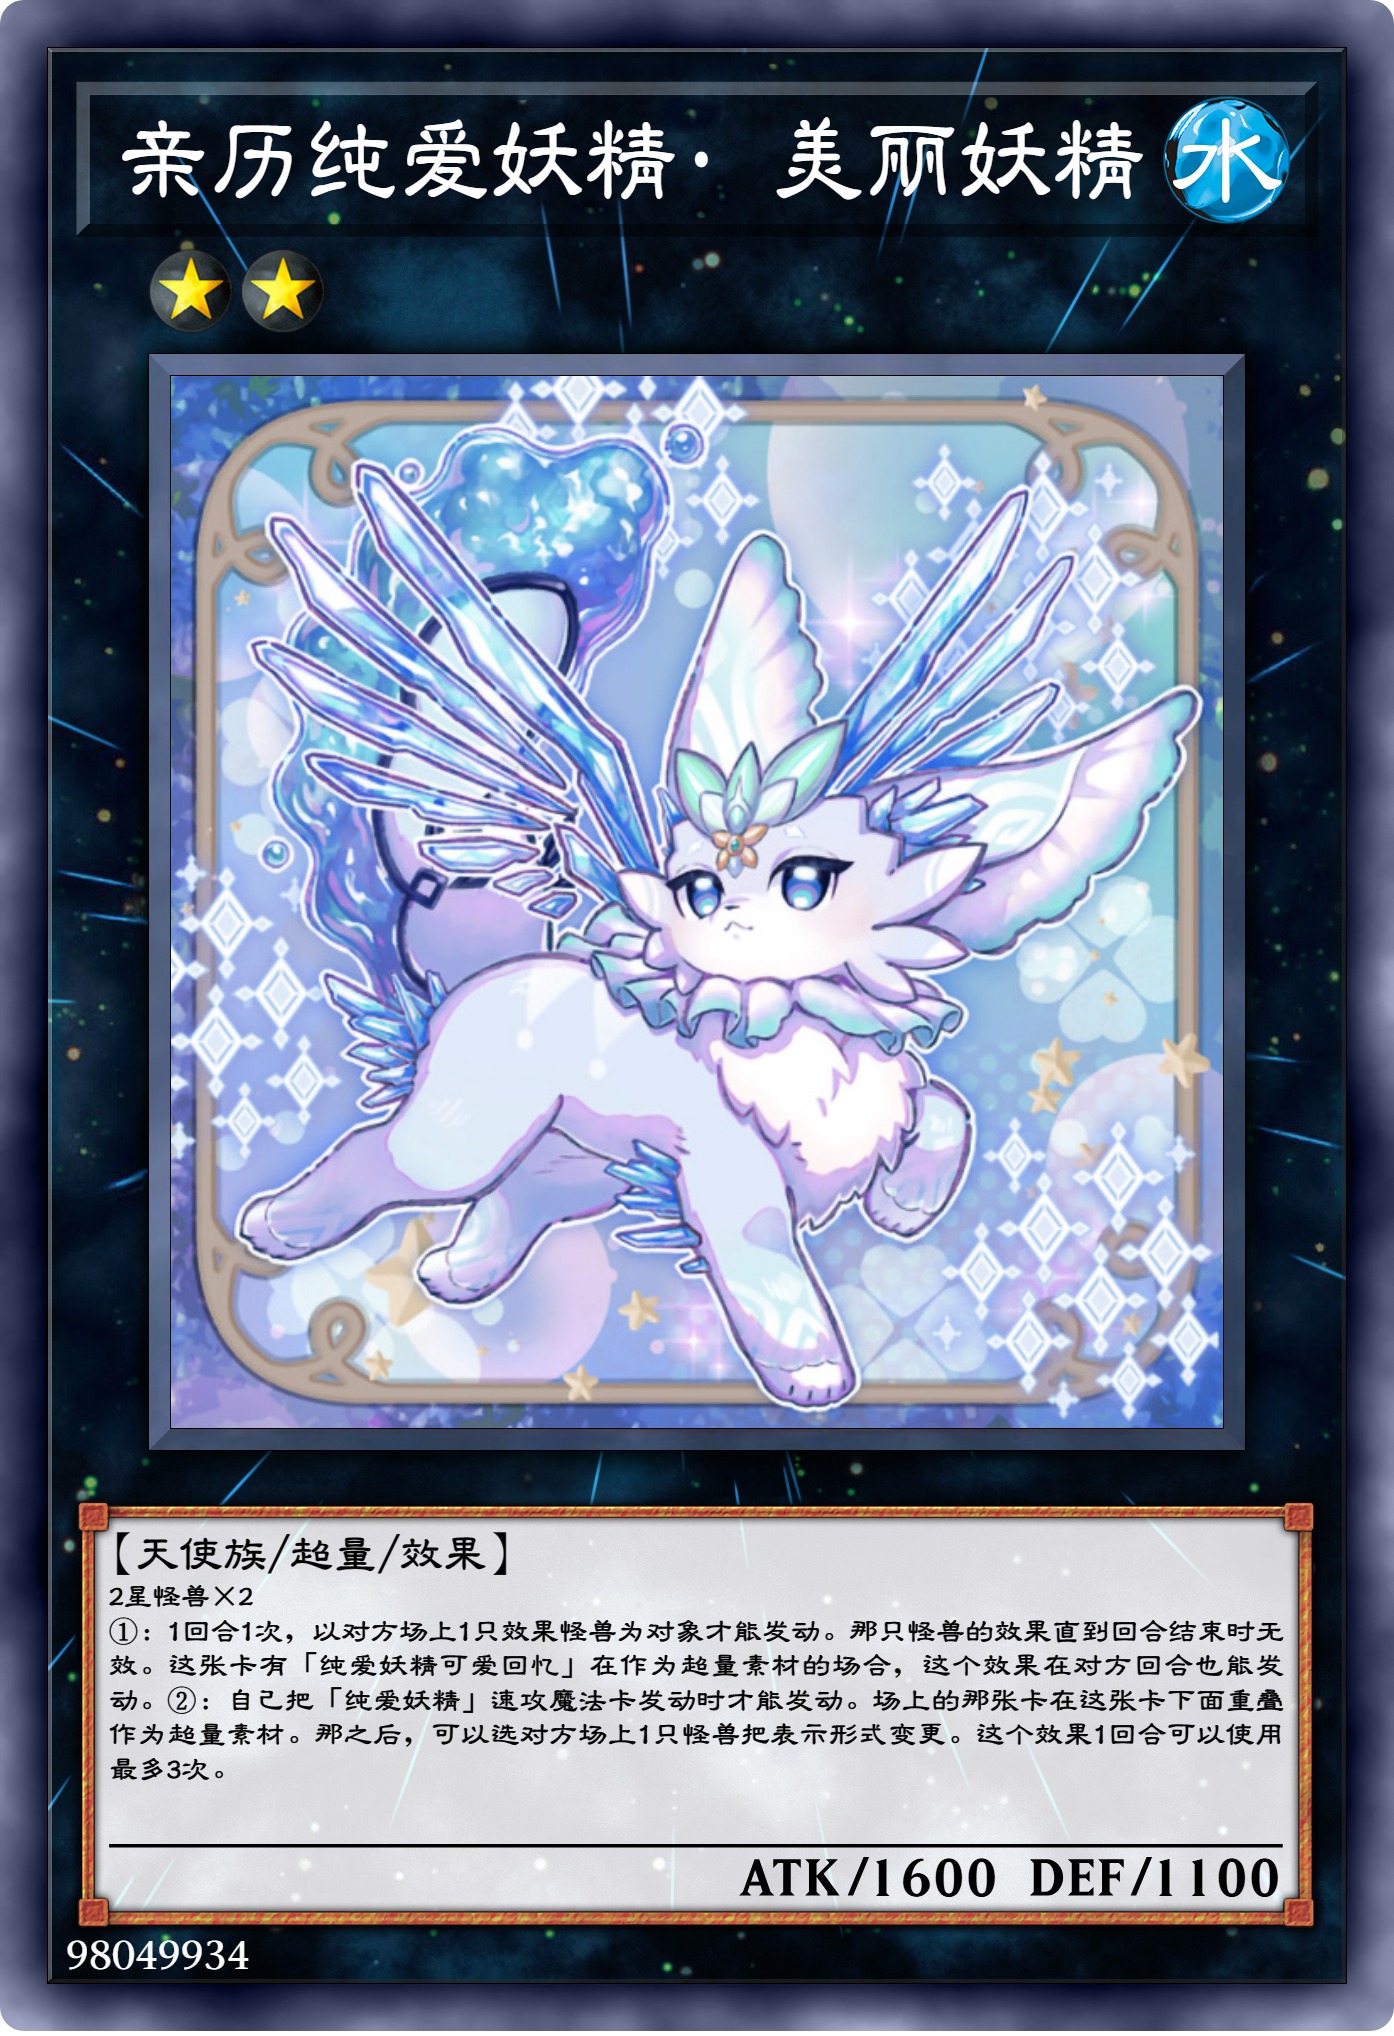 亲历纯爱妖精·美丽妖精 水
【天使族/超量/效果】
2星怪兽×2
①：1回合1次，以对方场上1只效果怪兽为对象才能发动。那只怪兽的效果直到回合结束时无
效。这张卡有「纯爱妖精可爱回忆」在作为超量素材的场合，这个效果在对方回合也能发
动。②：自己把「纯爱妖精」速攻魔法卡发动时才能发动。场上的那张卡在这张卡下面重叠
作为超量素材。那之后，可以选对方场上1只怪兽把表示形式变更。这个效果1回合可以使用
最多3次。
ATK/1600 DEF/1100
98049934